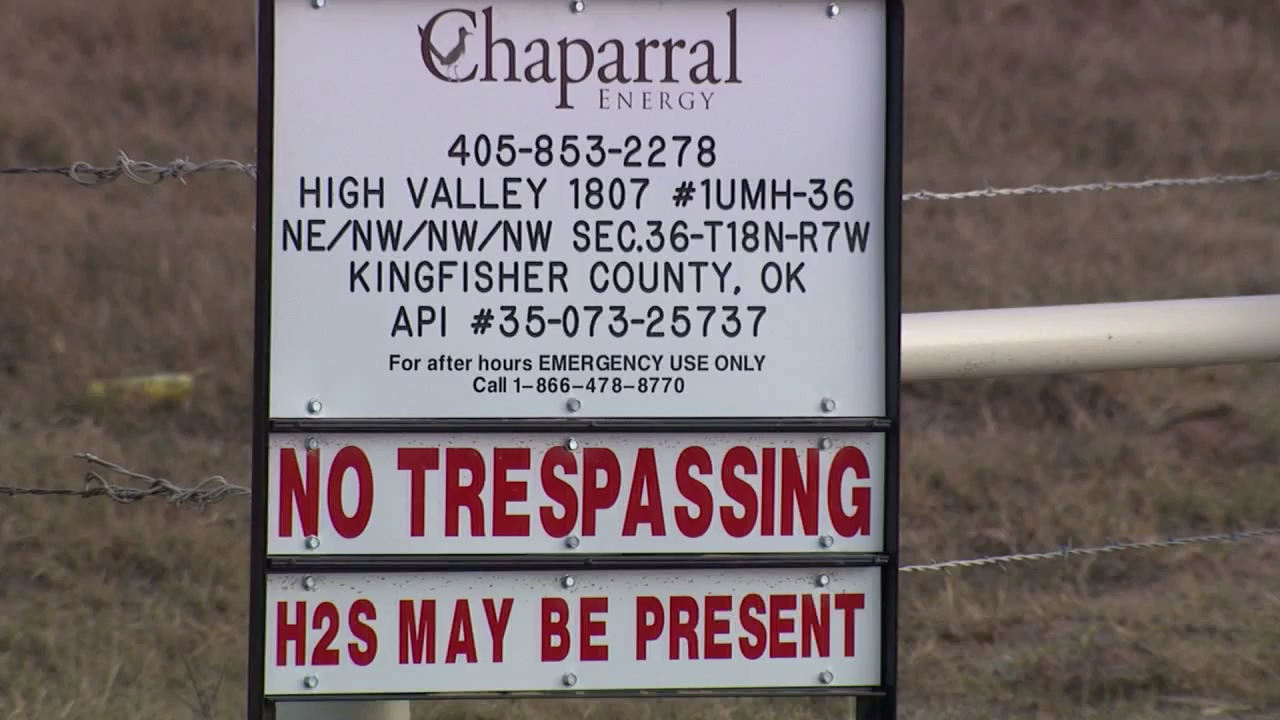 Chaparral
ENERGY
405-853-2278
HIGH VALLEY 1807 #1UMH-36
NE/NW/NW/NW SEC.36-T18N-R7W
KINGFISHER COUNTY, OK
API #35-073-25737
For after hours EMERGENCY USE ONLY
Call 1-866-478-8770
NO TRESPASSING
H2S MAY BE PRESENT